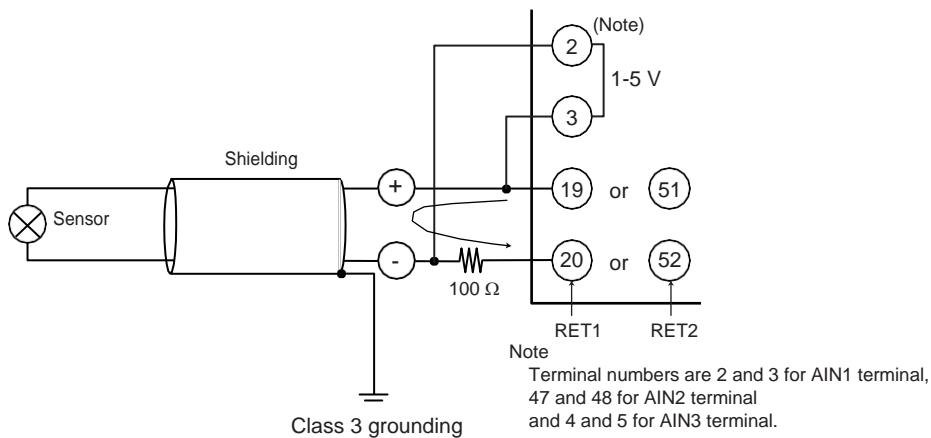 2
(Note)
1-5 V
3
Shielding
+
19 or 51
Sensor
-
20 or 52
100 Ω
RET1 RET2
Note
Terminal numbers are 2 and 3 for AIN1 terminal,
47 and 48 for AIN2 terminal
and 4 and 5 for AIN3 terminal.
Class 3 grounding